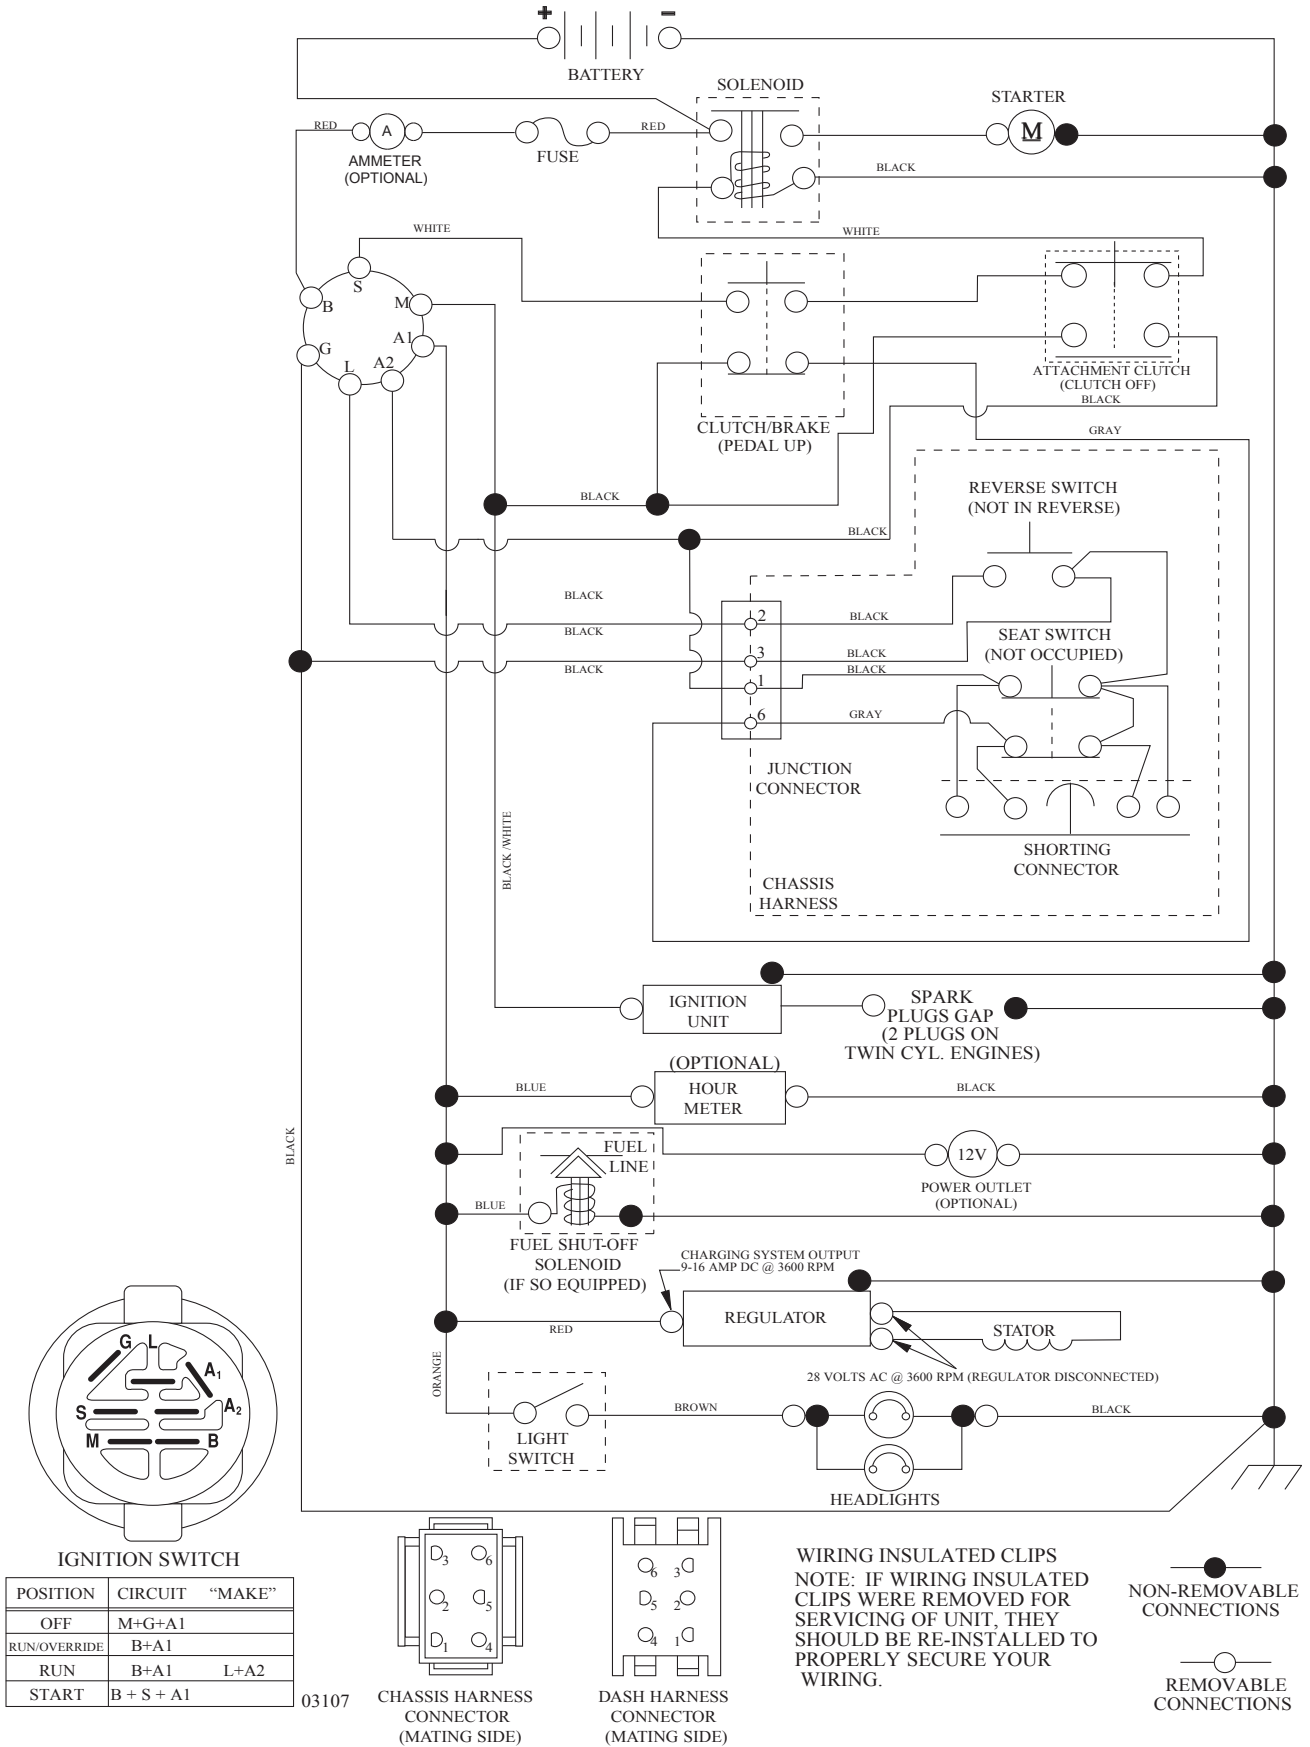 + −
BATTERY
SOLENOID
STARTER
RED
A
RED
M
AMMETER
(OPTIONAL)
FUSE
BLACK
WHITE
WHITE
S
B
M
A1
G
L
A2
ATTACHMENT CLUTCH
(CLUTCH OFF)
BLACK
CLUTCH/BRAKE
(PEDAL UP)
GRAY
REVERSE SWITCH
(NOT IN REVERSE)
BLACK
BLACK
BLACK
2
BLACK
BLACK
SEAT SWITCH
(NOT OCCUPIED)
3
BLACK
BLACK
BLACK
1
6
GRAY
JUNCTION
CONNECTOR
BLACK /WHITE
SHORTING
CONNECTOR
CHASSIS
HARNESS
IGNITION
UNIT
SPARK
PLUGS GAP
(2 PLUGS ON
TWIN CYL. ENGINES)
(OPTIONAL)
BLUE
HOUR
METER
BLACK
BLACK
FUEL
LINE
12V
POWER OUTLET
(OPTIONAL)
BLUE
FUEL SHUT-OFF
SOLENOID
(IF SO EQUIPPED)
CHARGING SYSTEM OUTPUT
9-16 AMP DC @ 3600 RPM
REGULATOR
RED
STATOR
ORANGE
28 VOLTS AC @ 3600 RPM (REGULATOR DISCONNECTED)
BROWN
BLACK
LIGHT
SWITCH
HEADLIGHTS
G L
A1
S
A2
M
B
IGNITION SWITCH
POSITION CIRCUIT “MAKE”
OFF M+G+A1
RUN/OVERRIDE B+A1
RUN B+A1 L+A2
START B + S + A1
03107
3 6
2 5
1 4
CHASSIS HARNESS
CONNECTOR
(MATING SIDE)
6 3
5 2
4 1
DASH HARNESS
CONNECTOR
(MATING SIDE)
WIRING INSULATED CLIPS
NOTE: IF WIRING INSULATED
CLIPS WERE REMOVED FOR
SERVICING OF UNIT, THEY
SHOULD BE RE-INSTALLED TO
PROPERLY SECURE YOUR
WIRING.
NON-REMOVABLE
CONNECTIONS
REMOVABLE
CONNECTIONS